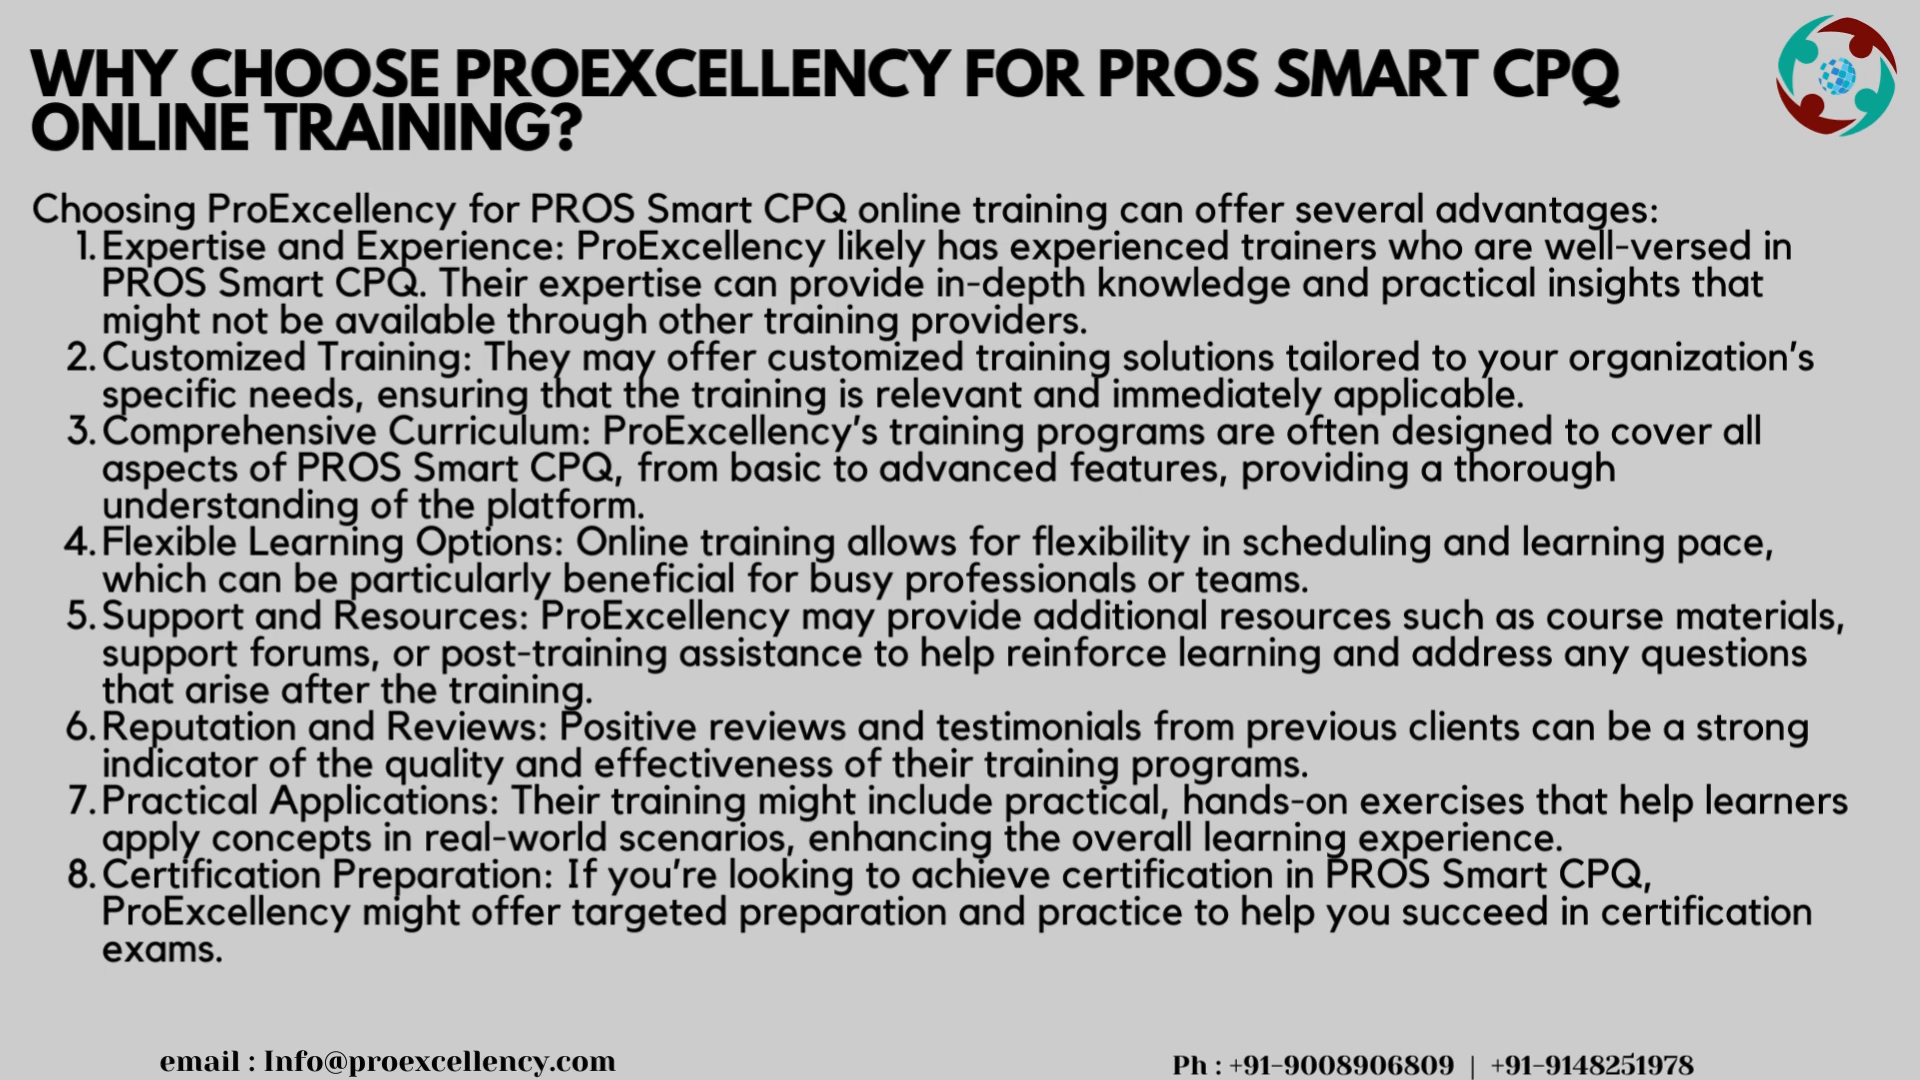 WHY CHOOSE PROEXCELLENCY FOR PROS SMART CPQ
ONLINE TRAINING?
Choosing ProExcellency for PROS Smart CPQ online training can offer several advantages:
1. Expertise and Experience: ProExcellency likely has experienced trainers who are well-versed in
PROS Smart CPQ. Their expertise can provide in-depth knowledge and practical insights that
might not be available through other training providers.
2. Customized Training: They may offer customized training solutions tailored to your organization’s
specific needs, ensuring that the training is relevant and immediately applicable.
3. Comprehensive Curriculum: ProExcellency’s training programs are often designed to cover all
aspects of PROS Smart CPQ, from basic to advanced features, providing a thorough
understanding of the platform.
4. Flexible Learning Options: Online training allows for flexibility in scheduling and learning pace,
which can be particularly beneficial for busy professionals or teams.
5. Support and Resources: ProExcellency may provide additional resources such as course materials,
support forums, or post-training assistance to help reinforce learning and address any questions
that arise after the training.
6. Reputation and Reviews: Positive reviews and testimonials from previous clients can be a strong
indicator of the quality and effectiveness of their training programs.
7. Practical Applications: Their training might include practical, hands-on exercises that help learners
apply concepts in real-world scenarios, enhancing the overall learning experience.
8. Certification Preparation: If you’re looking to achieve certification in PROS Smart CPQ,
ProExcellency might offer targeted preparation and practice to help you succeed in certification
exams.
email : Info@proexcellency.com
Ph : +91-9008906809 | +91-9148251978